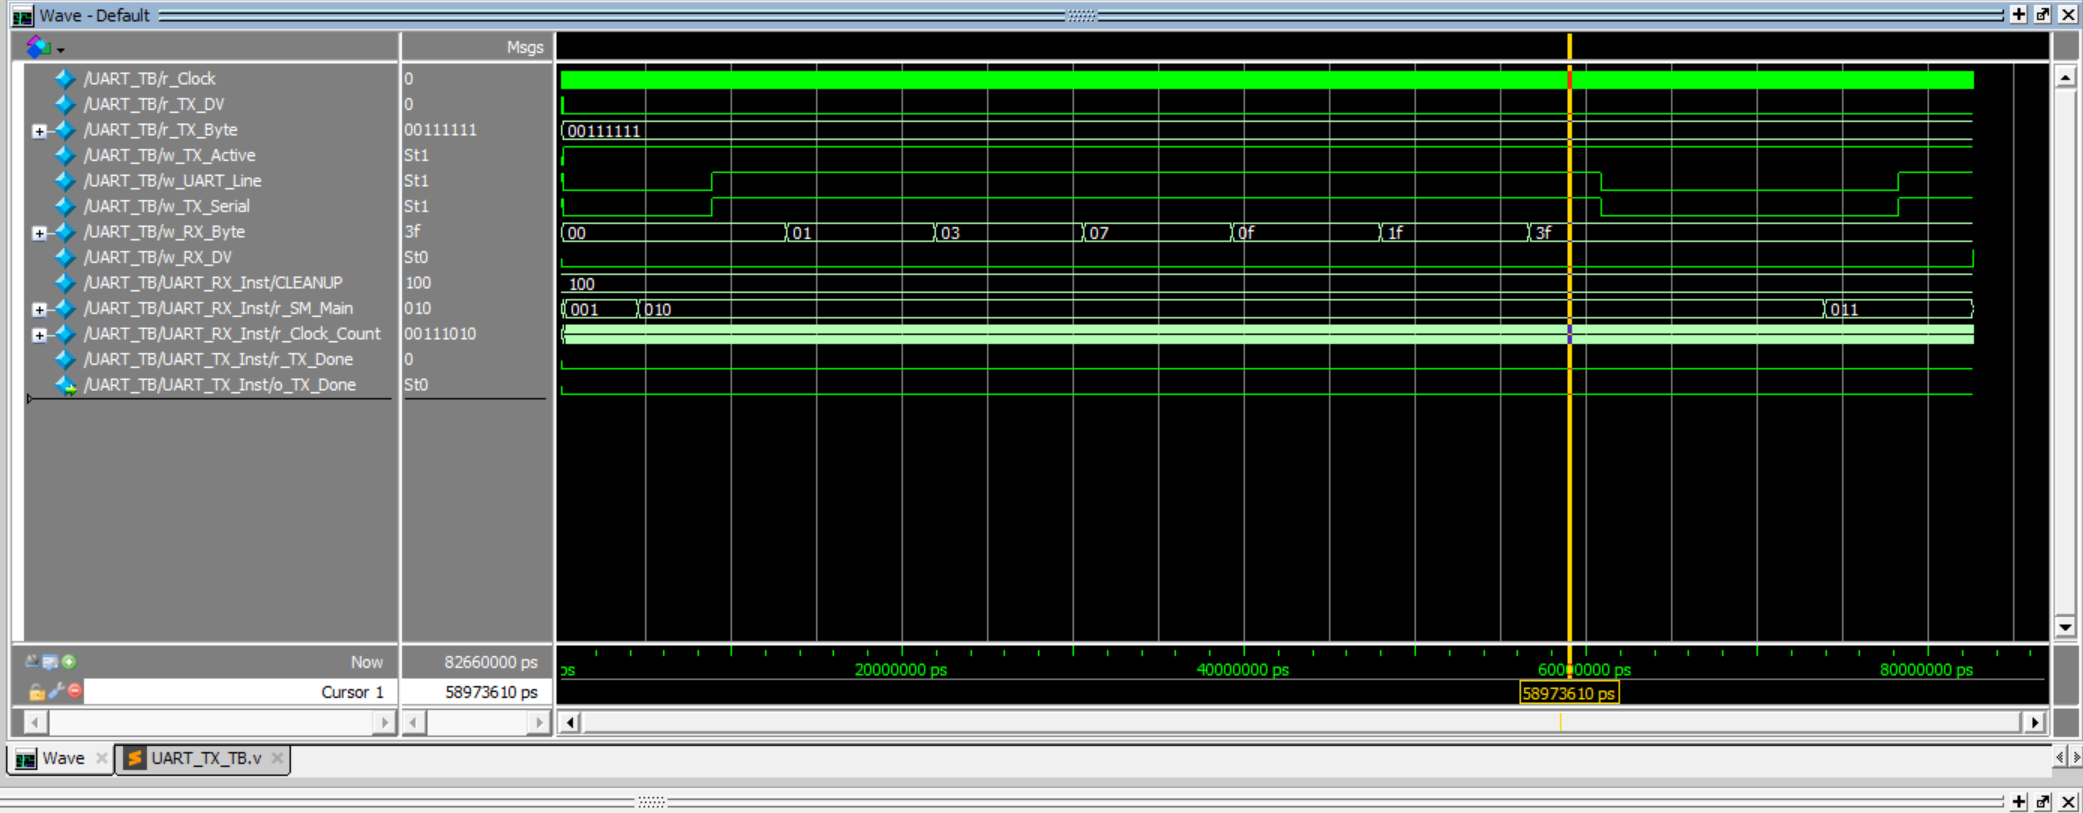 Wave - Default
Msgs
/UART_TB/r_Clock 0
/UART_TB/r_TX_DV 0
/UART_TB/r_TX_Byte 00111111 00111111
/UART_TB/w_TX_Active St1
/UART_TB/w_UART_Line St1
/UART_TB/w_TX_Serial St1
/UART_TB/w_RX_Byte 3f 00 01 03 07 0f 1f 3f
/UART_TB/w_RX_DV St0
/UART_TB/UART_RX_Inst/CLEANUP 100 100
/UART_TB/UART_RX_Inst/r_SM_Main 010 001 010 011
/UART_TB/UART_RX_Inst/r_Clock_Count 00111010
/UART_TB/UART_TX_Inst/r_TX_Done 0
/UART_TB/UART_TX_Inst/o_TX_Done St0
Now 82660000 ps ps 20000000 ps 40000000 ps 60000000 ps 80000000 ps
Cursor 1 58973610 ps 58973610 ps
Wave UART_TX_TB.v